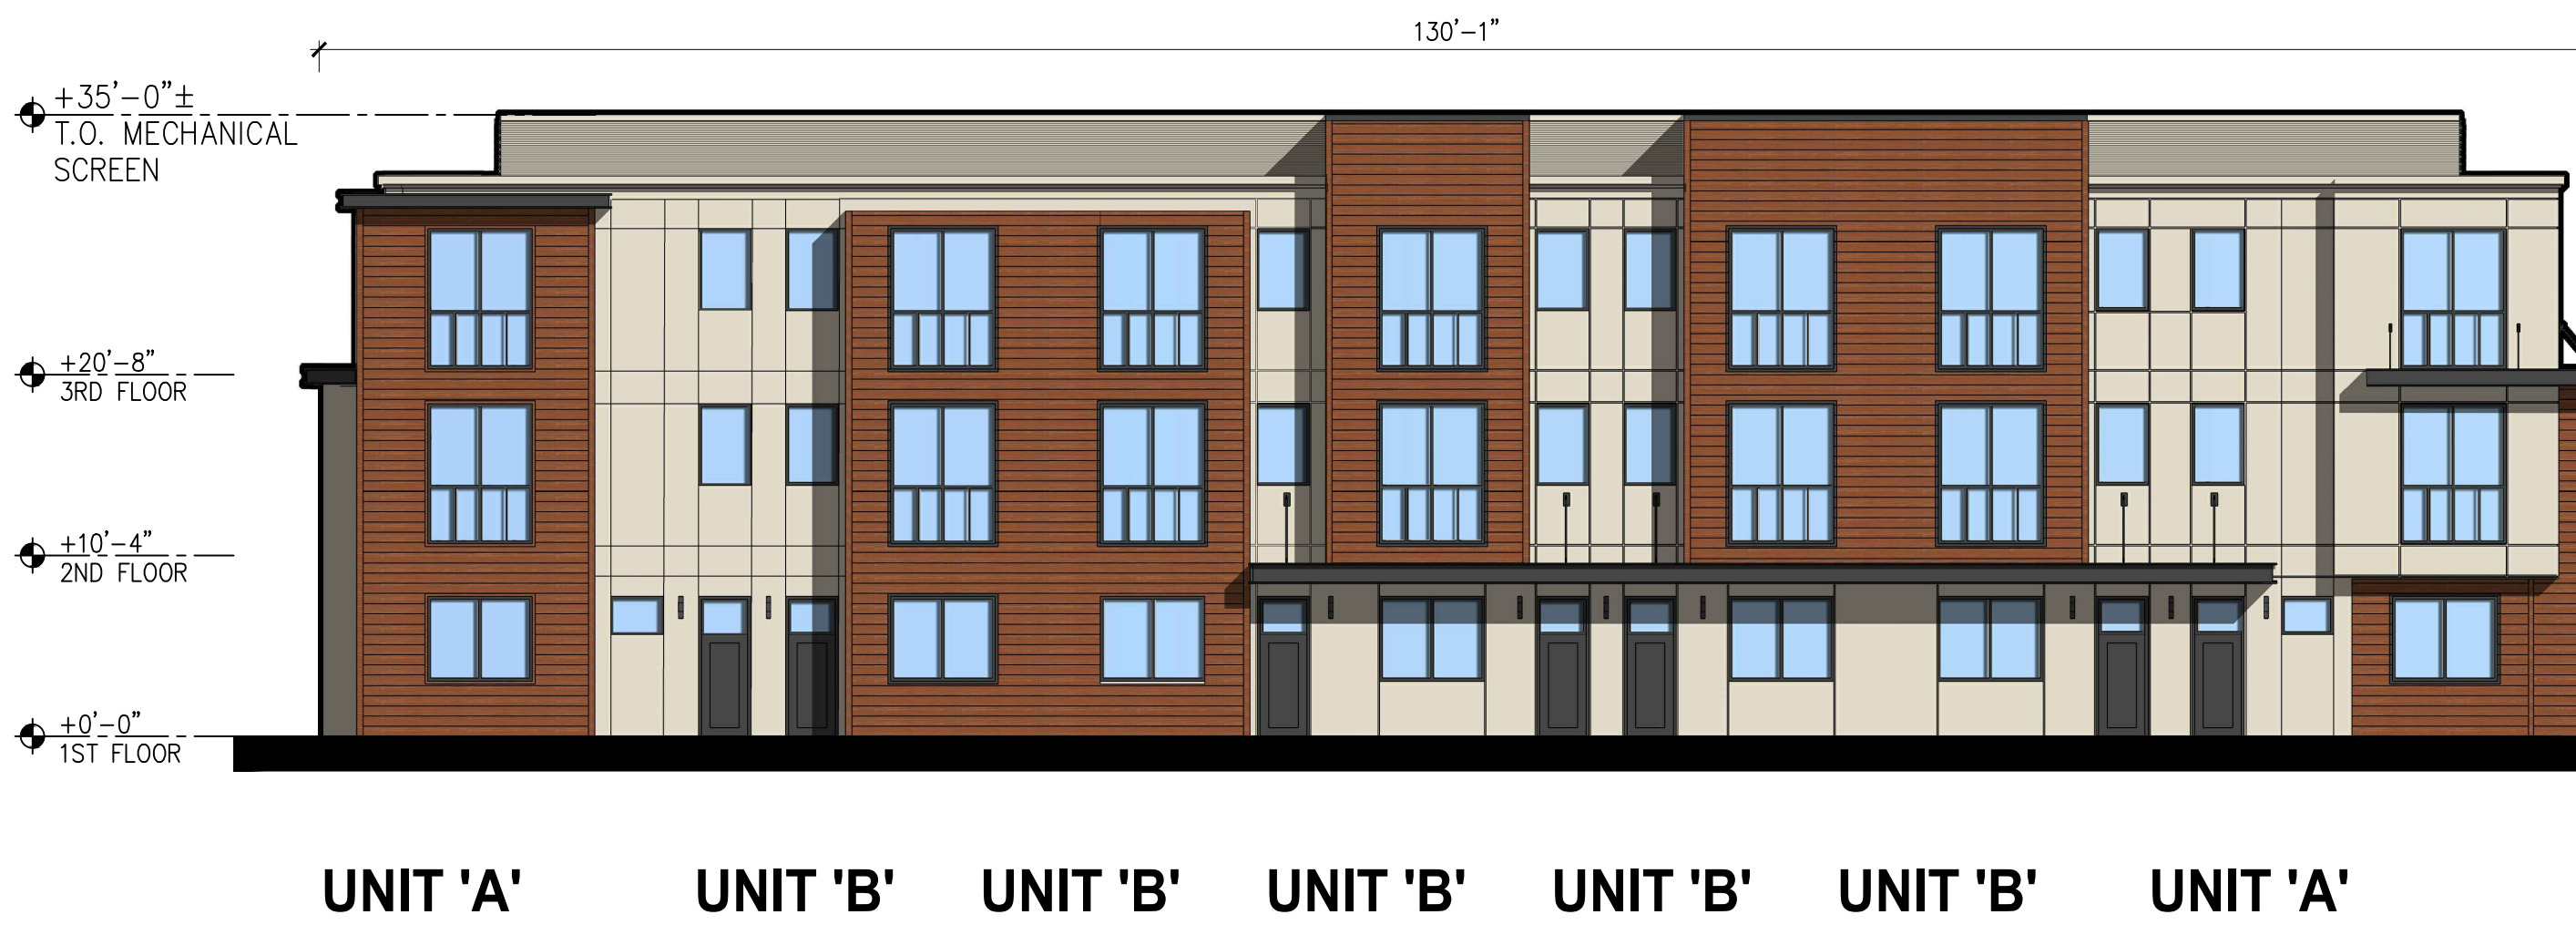 130'-1"
+35'-0"±
T.O. MECHANICAL
SCREEN
+20'-8"
3RD FLOOR
+10'-4"
2ND FLOOR
+0'-0"
1ST FLOOR
UNIT 'A' UNIT 'B' UNIT 'B' UNIT 'B' UNIT 'B' UNIT 'B' UNIT 'A'